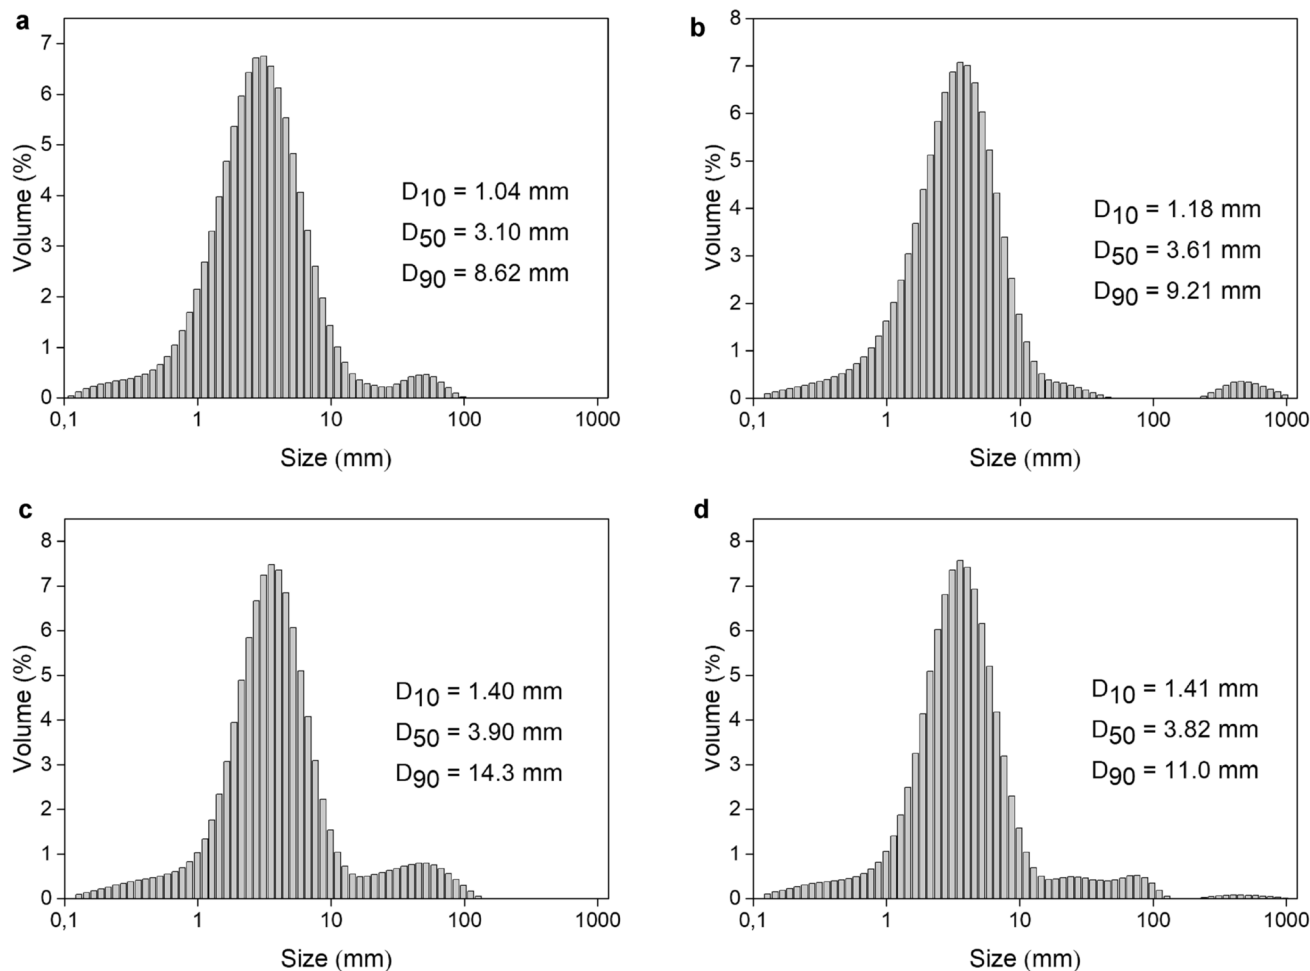 a
Volume (%)
7
6
5
4
3
2
1
0
D10 = 1.04 mm
D50 = 3.10 mm
D90 = 8.62 mm
0,1 1 10 100 1000
Size (mm)
b
Volume (%)
8
7
6
5
4
3
2
1
0
D10 = 1.18 mm
D50 = 3.61 mm
D90 = 9.21 mm
0,1 1 10 100 1000
Size (mm)
c
Volume (%)
8
7
6
5
4
3
2
1
0
D10 = 1.40 mm
D50 = 3.90 mm
D90 = 14.3 mm
0,1 1 10 100 1000
Size (mm)
d
Volume (%)
8
7
6
5
4
3
2
1
0
D10 = 1.41 mm
D50 = 3.82 mm
D90 = 11.0 mm
0,1 1 10 100 1000
Size (mm)